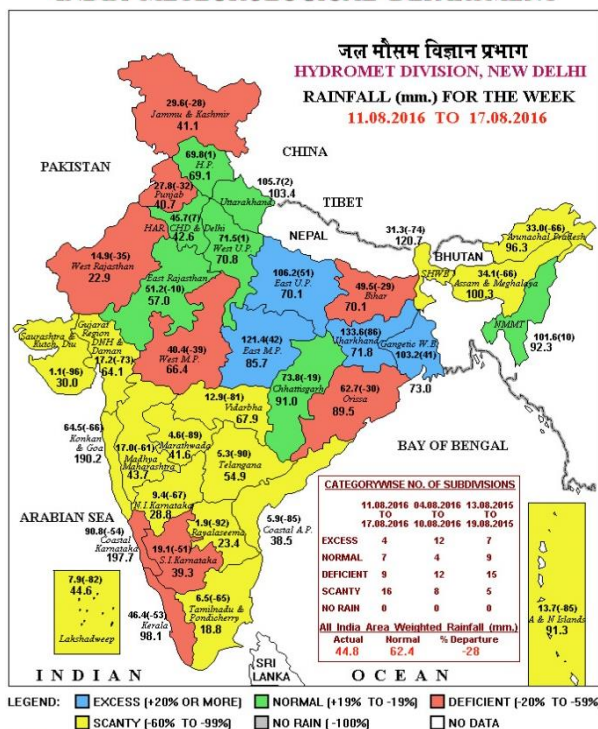 जल मौसम विज्ञान प्रभाग
HYDROMET DIVISION, NEW DELHI
RAINFALL (mm.) FOR THE WEEK
11.08.2016 TO 17.08.2016
29.6(-28)
Jammu & Kashmir
41.1
PAKISTAN
CHINA
69.8(1)
H.P.
69.1
27.8(-32)
Punjab
40.7
105.7(2)
Uttarakhand
103.4
TIBET
45.7(7)
HAR, CHD & Delhi
42.6
71.5(1)
West U.P.
70.8
NEPAL
31.3(-74)
120.7
SHWB
BHUTAN
33.0(-66)
Arunachal Pradesh
96.3
14.9(-35)
West Rajasthan
22.9
East Rajasthan
51.2(-10)
57.0
106.2(51)
East U.P.
70.1
49.5(-29)
Bihar
70.1
34.1(-66)
Assam & Meghalaya
100.3
NMMT
101.6(10)
92.3
Saurashtra &
Kutch, Diu
1.1(-96)
30.0
Gujarat
Region
DNH &
Daman
17.2(-73)
64.1
40.4(-39)
West M.P.
66.4
121.4(42)
East M.P.
85.7
133.6(86)
Jharkhand
71.8
Gangetic W.B.
103.2(41)
73.0
73.8(-19)
Chhattisgarh
91.0
62.7(-30)
Orissa
89.5
12.9(-81)
Vidarbha
67.9
64.5(-66)
Konkan
& Goa
190.2
17.0(-61)
Madhya
Maharashtra
43.7
4.6(-89)
Marathwada
41.6
5.3(-90)
Telangana
54.9
BAY OF BENGAL
9.4(-67)
N.I.Karnataka
28.8
1.9(-92)
Rayalaseema
23.4
5.9(-85)
Coastal A.P.
38.5
ARABIAN SEA
90.8(-54)
Coastal
Karnataka
197.7
19.1(-51)
S.I.Karnataka
39.3
7.9(-82)
44.6
Lakshadweep
46.4(-53)
Kerala
98.1
6.5(-65)
Tamilnadu &
Pondicherry
18.8
13.7(-85)
A & N Islands
91.3
CATEGORYWISE NO. OF SUBDIVISIONS
11.08.2016 04.08.2016 13.08.2015
TO TO TO
17.08.2016 10.08.2016 19.08.2015
EXCESS 4 12 7
NORMAL 7 4 9
DEFICIENT 9 12 15
SCANTY 16 8 5
NO RAIN 0 0 0
All India Area Weighted Rainfall (mm.)
Actual Normal % Departure
44.8 62.4 -28
SRI
LANKA
INDIAN OCEAN
LEGEND: EXCESS (+20% OR MORE) NORMAL (+19% TO -19%) DEFICIENT (-20% TO -59%)
SCANTY (-60% TO -99%) NO RAIN (-100%) NO DATA